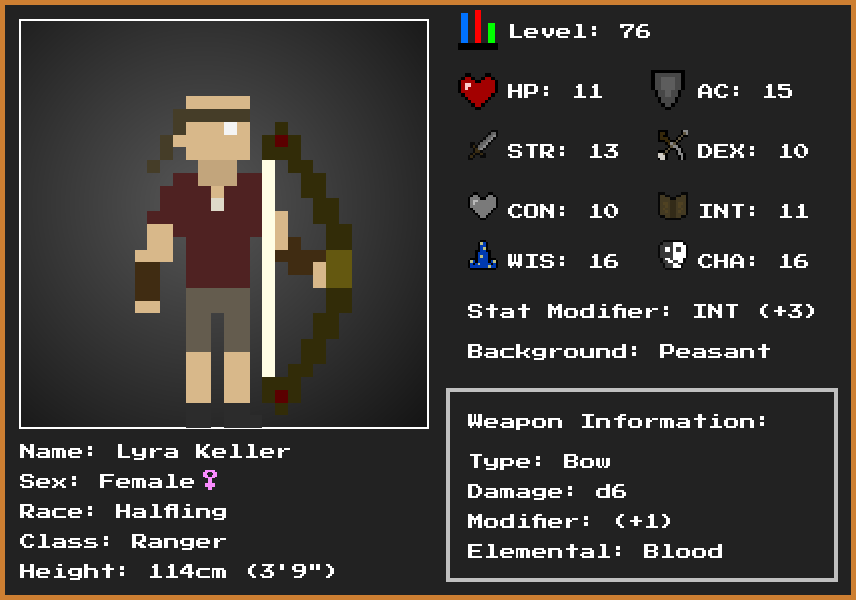 Level: 76
HP: 11
AC: 15
STR: 13
DEX: 10
CON: 10
INT: 11
WIS: 16
CHA: 16
Stat Modifier: INT (+3)
Background: Peasant
Weapon Information:
Type: Bow
Damage: d6
Modifier: (+1)
Elemental: Blood
Name: Lyra Keller
Sex: Female♀
Race: Halfling
Class: Ranger
Height: 114cm (3'9")